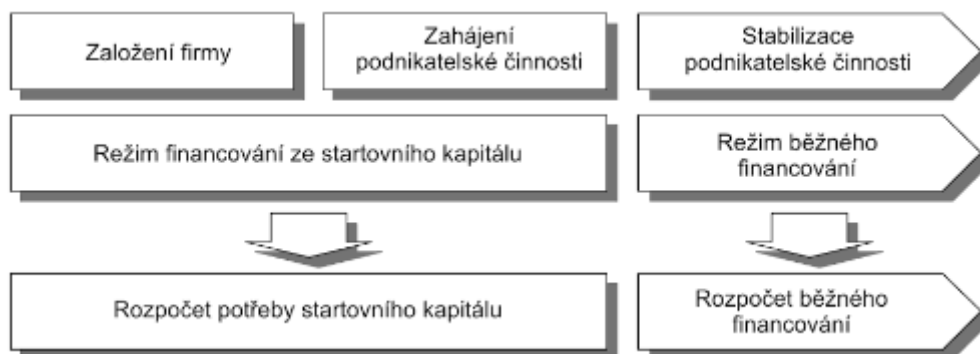 Založení firmy
Zahájení
podnikatelské činnosti
Stabilizace
podnikatelské činnosti
Režim financování ze startovního kapitálu
Režim běžného
financování
Rozpočet potřeby startovního kapitálu
Rozpočet běžného
financování